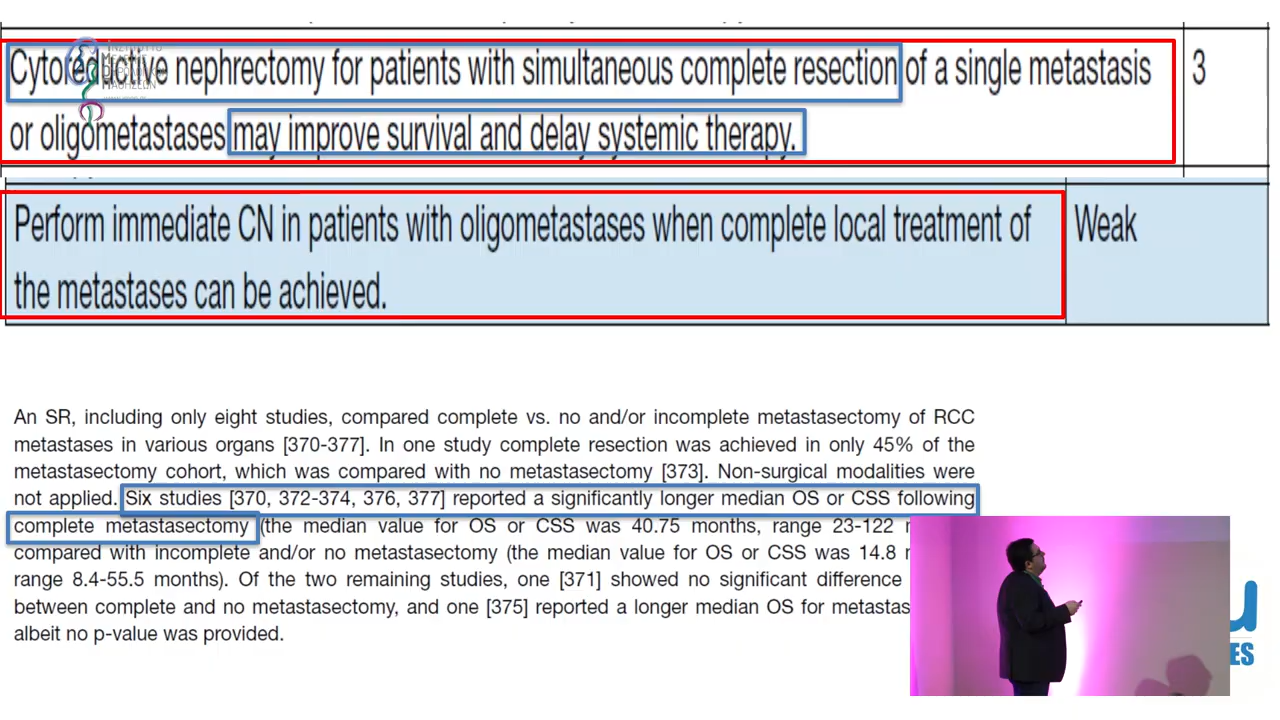 Cytoreductive nephrectomy for patients with simultaneous complete resection of a single metastasis
3
or oligometastases may improve survival and delay systemic therapy.
Perform immediate CN in patients with oligometastases when complete local treatment of
Weak
the metastases can be achieved.
An SR, including only eight studies, compared complete vs. no and/or incomplete metastasectomy of RCC
metastases in various organs [370-377]. In one study complete resection was achieved in only 45% of the
metastasectomy cohort, which was compared with no metastasectomy [373]. Non-surgical modalities were
not applied. Six studies [370, 372-374, 376, 377] reported a significantly longer median OS or CSS following
complete metastasectomy (the median value for OS or CSS was 40.75 months, range 23-122
compared with incomplete and/or no metastasectomy (the median value for OS or CSS was 14.8
range 8.4-55.5 months). Of the two remaining studies, one [371] showed no significant difference
between complete and no metastasectomy, and one [375] reported a longer median OS for metastas
albeit no p-value was provided.
u
ES